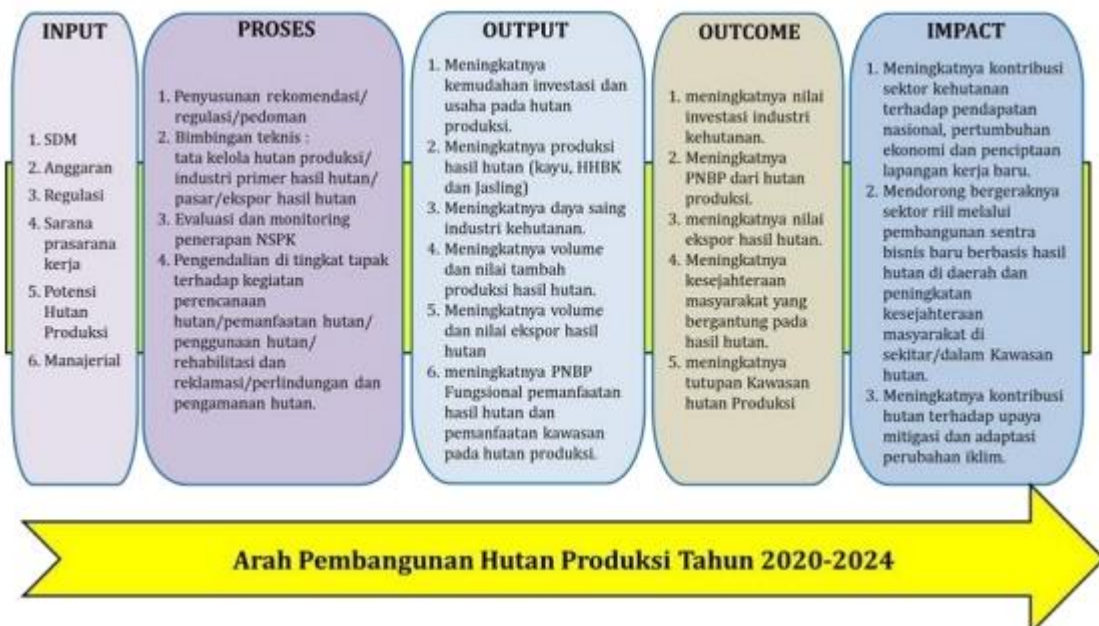 INPUT
1. SDM
2. Anggaran
3. Regulasi
4. Sarana
prasarana
kerja
5. Potensi
Hutan
Produksi
6. Manajerial
PROSES
1. Penyusunan rekomendasi/
regulasi/pedoman
2. Bimbingan teknis :
tata kelola hutan produksi/
industri primer hasil hutan/
pasar/ekspor hasil hutan
3. Evaluasi dan monitoring
penerapan NSPK
4. Pengendalian di tingkat tapak
terhadap kegiatan
perencanaan
hutan/pemanfaatan hutan/
penggunaan hutan/
rehabilitasi dan
reklamasi/perlindungan dan
pengamanan hutan.
OUTPUT
1. Meningkatnya
kemudahan investasi dan
usaha pada hutan
produksi.
2. Meningkatnya produksi
hasil hutan (kayu, HHBK
dan Jasling)
3. Meningkatnya daya saing
industri kehutanan.
4. Meningkatnya volume
dan nilai tambah
produksi hasil hutan.
5. Meningkatnya volume
dan nilai ekspor hasil
hutan
6. meningkatnya PNBP
Fungsional pemanfaatan
hasil hutan dan
pemanfaatan kawasan
pada hutan produksi.
OUTCOME
1. meningkatnya nilai
investasi industri
kehutanan.
2. Meningkatnya
PNBP dari hutan
produksi.
3. meningkatnya nilai
ekspor hasil hutan.
4. Meningkatnya
kesejahteraan
masyarakat yang
bergantung pada
hasil hutan.
5. meningkatnya
tutupan Kawasan
hutan Produksi
IMPACT
1. Meningkatnya kontribusi
sektor kehutanan
terhadap pendapatan
nasional, pertumbuhan
ekonomi dan penciptaan
lapangan kerja baru.
2. Mendorong bergeraknya
sektor riil melalui
pembangunan sentra
bisnis baru berbasis hasil
hutan di daerah dan
peningkatan
kesejahteraan
masyarakat di
sekitar/dalam Kawasan
hutan.
3. Meningkatnya kontribusi
hutan terhadap upaya
mitigasi dan adaptasi
perubahan iklim.
Arah Pembangunan Hutan Produksi Tahun 2020-2024